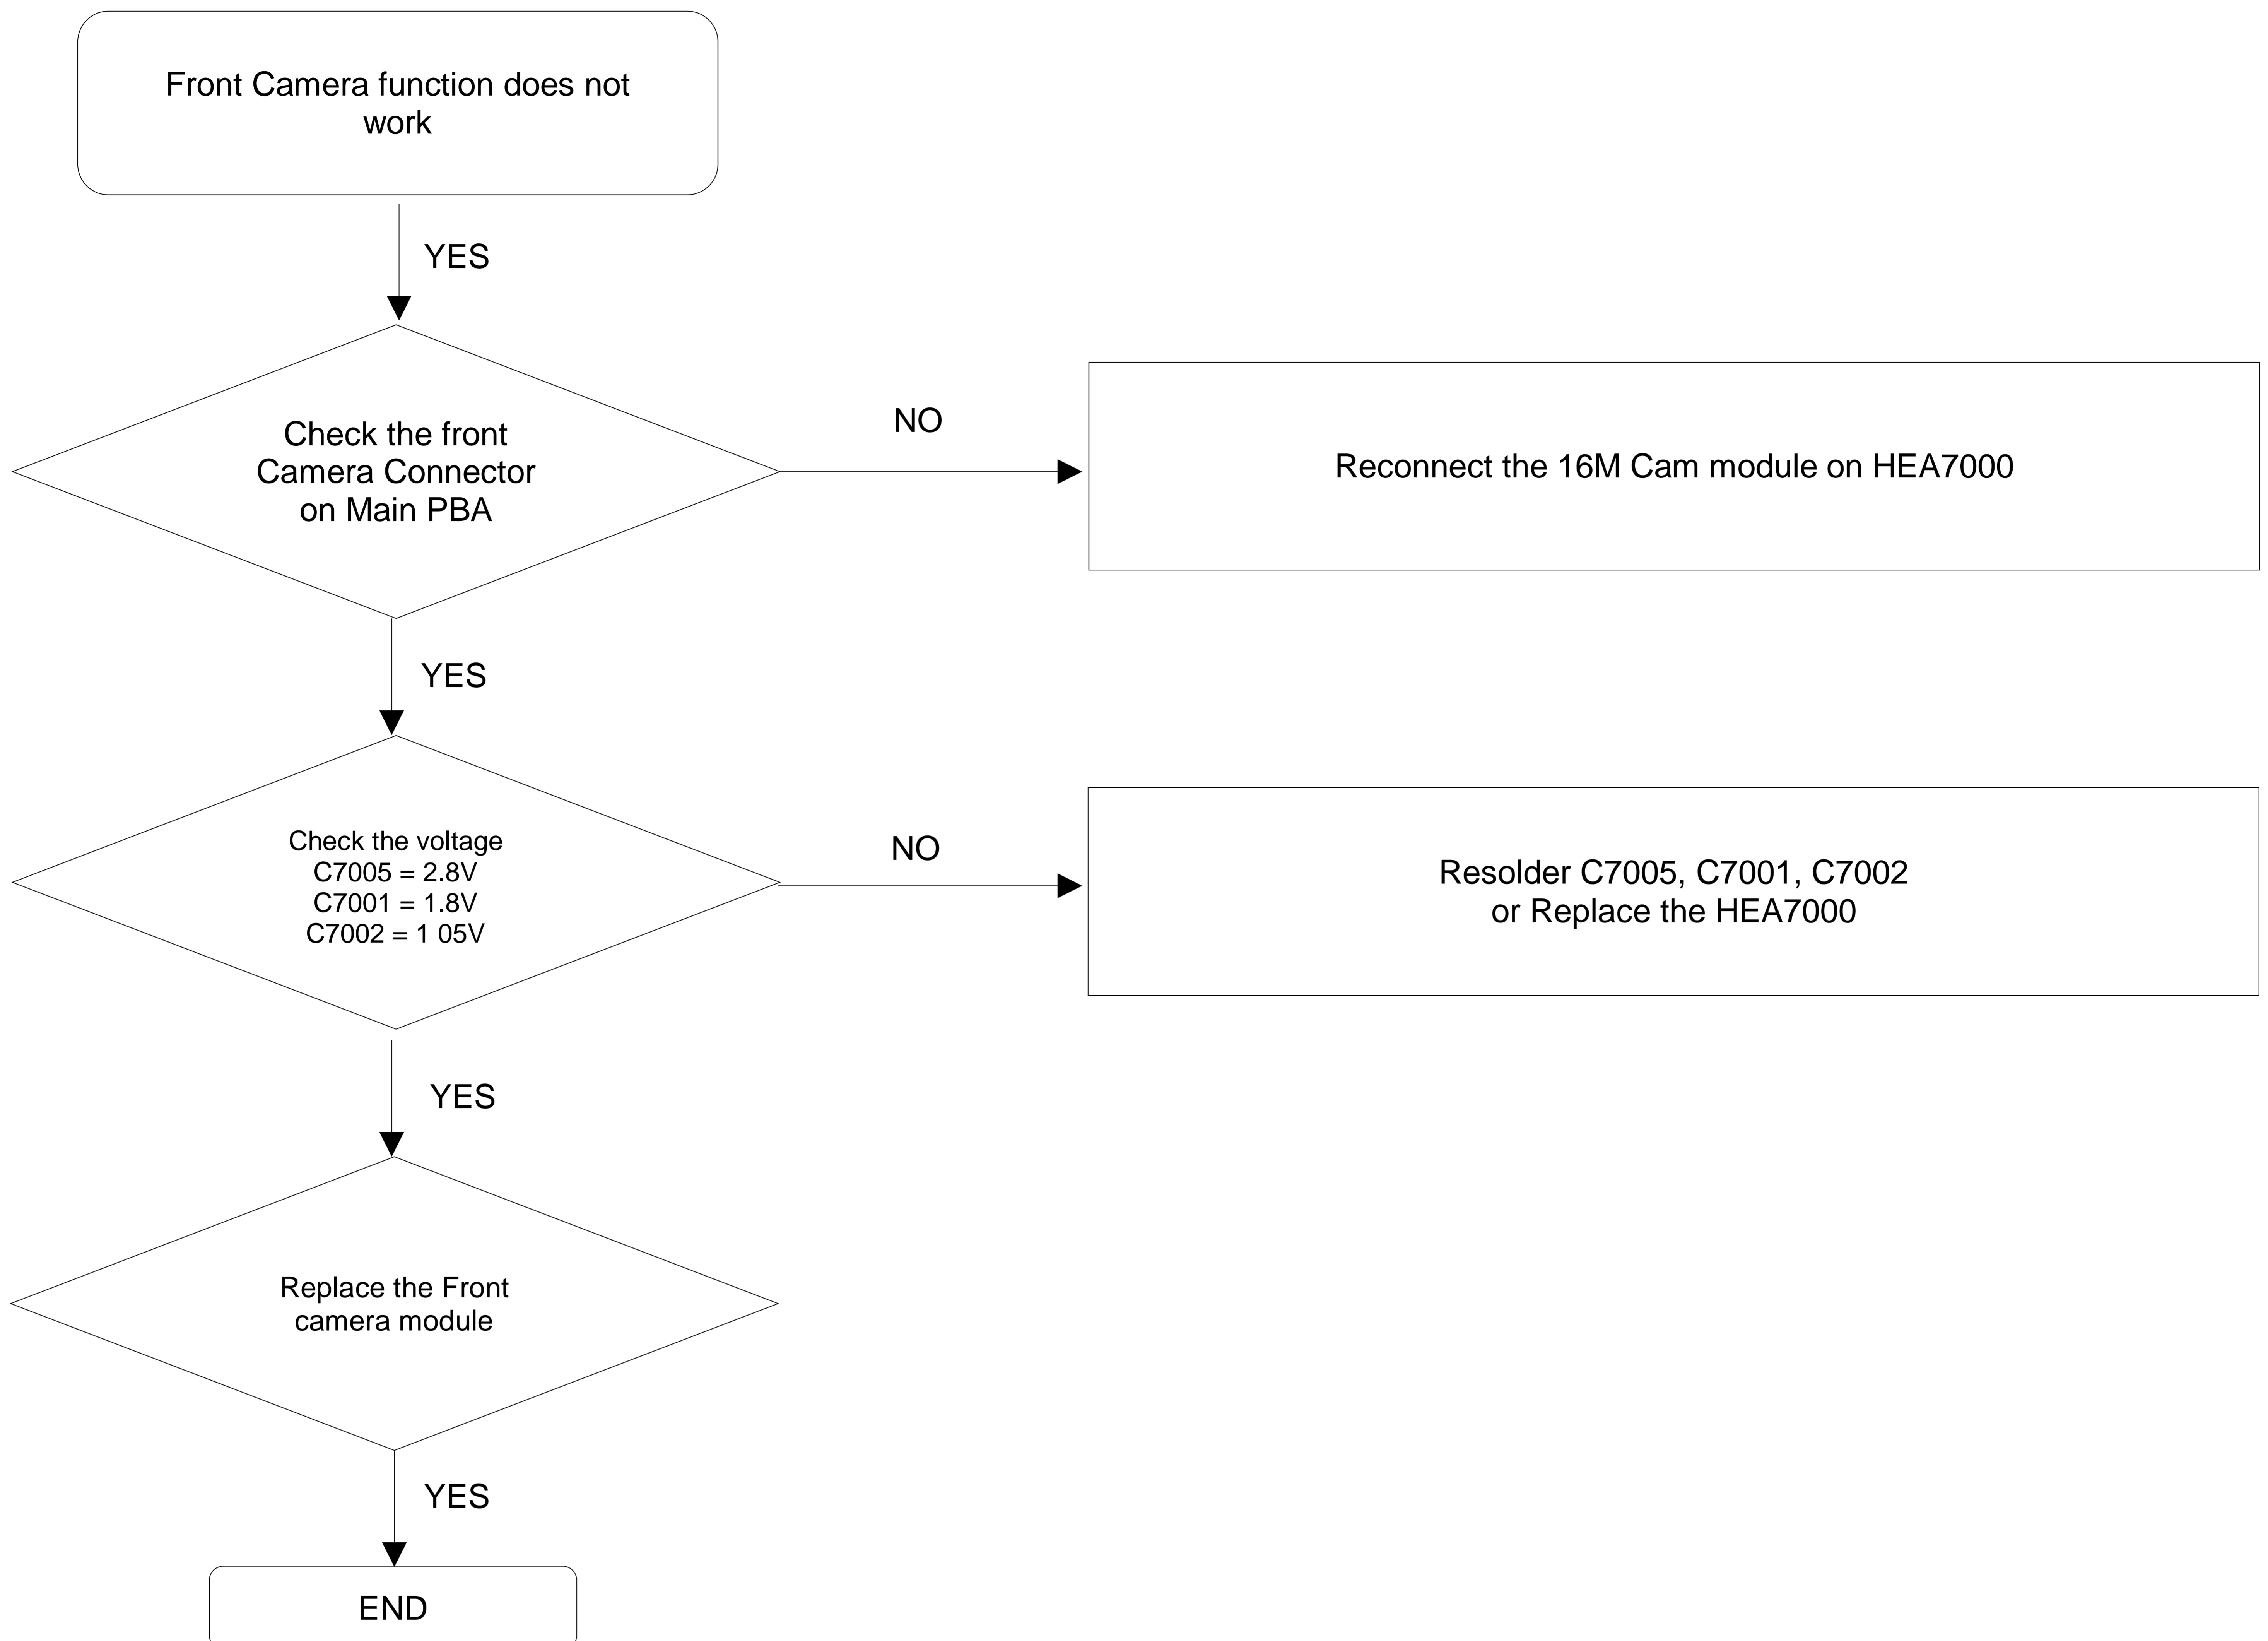 Front Camera function does not
work
YES
Check the front
Camera Connector
on Main PBA
NO
Reconnect the 16M Cam module on HEA7000
YES
Check the voltage
C7005 = 2.8V
C7001 = 1.8V
C7002 = 1 05V
NO
Resolder C7005, C7001, C7002
or Replace the HEA7000
YES
Replace the Front
camera module
YES
END